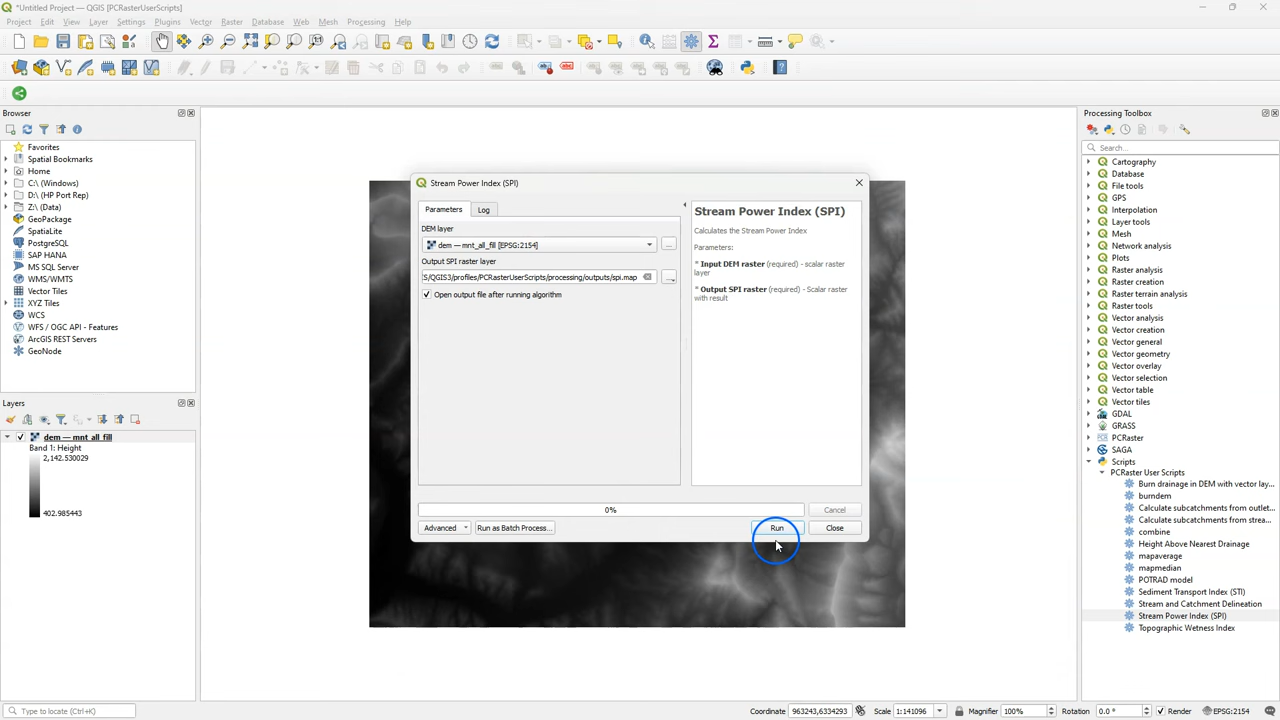 *Untitled Project — QGIS [PCRasterUserScripts]
Project Edit View Layer Settings Plugins Vector Raster Database Web Mesh Processing Help
Browser
Favorites
Spatial Bookmarks
Home
C:\ (Windows)
D:\ (HP Port Rep)
Z:\ (Data)
GeoPackage
SpatiaLite
PostgreSQL
SAP HANA
MS SQL Server
WMS/WMTS
Vector Tiles
XYZ Tiles
WCS
WFS / OGC API - Features
ArcGIS REST Servers
GeoNode
Layers
dem — mnt_all_fill
Band 1: Height
2,142.530029
402.985443
Stream Power Index (SPI)
Parameters Log
DEM layer
dem — mnt_all_fill [EPSG:2154]
...
Output SPI raster layer
S/QGIS3/profiles/PCRasterUserScripts/processing/outputs/spi.map
...
Open output file after running algorithm
Stream Power Index (SPI)
Calculates the Stream Power Index
Parameters:
* Input DEM raster (required) - scalar raster
layer
* Output SPI raster (required) - Scalar raster
with result
0%
Cancel
Advanced Run as Batch Process... Run Close
Processing Toolbox
Search...
Cartography
Database
File tools
GPS
Interpolation
Layer tools
Mesh
Network analysis
Plots
Raster analysis
Raster creation
Raster terrain analysis
Raster tools
Vector analysis
Vector creation
Vector general
Vector geometry
Vector overlay
Vector selection
Vector table
Vector tiles
GDAL
GRASS
PCRaster
SAGA
Scripts
PCRaster User Scripts
Burn drainage in DEM with vector lay...
burndem
Calculate subcatchments from outlet...
Calculate subcatchments from strea...
combine
Height Above Nearest Drainage
mapaverage
mapmedian
POTRAD model
Sediment Transport Index (STI)
Stream and Catchment Delineation
Stream Power Index (SPI)
Topographic Wetness Index
Type to locate (Ctrl+K)
Coordinate 963243,6334293 Scale 1:141096 Magnifier 100% Rotation 0.0 ° Render EPSG:2154